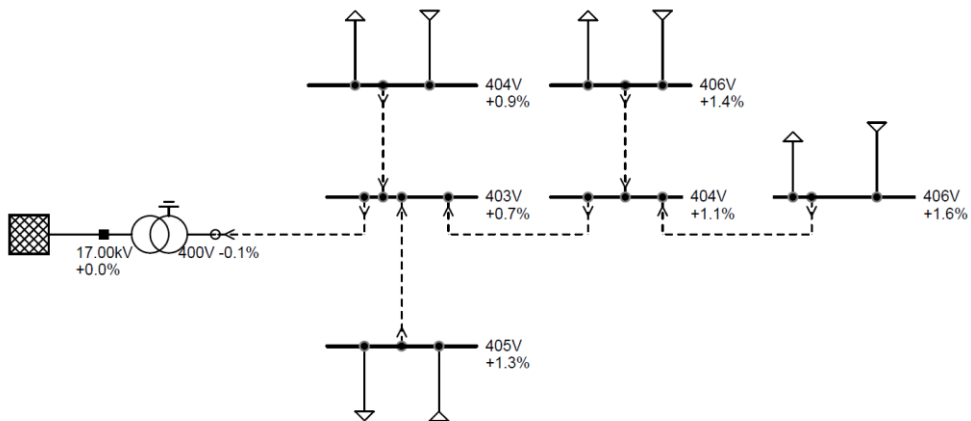 404V
+0.9%
406V
+1.4%
403V
+0.7%
404V
+1.1%
406V
+1.6%
17.00kV
+0.0%
400V -0.1%
405V
+1.3%